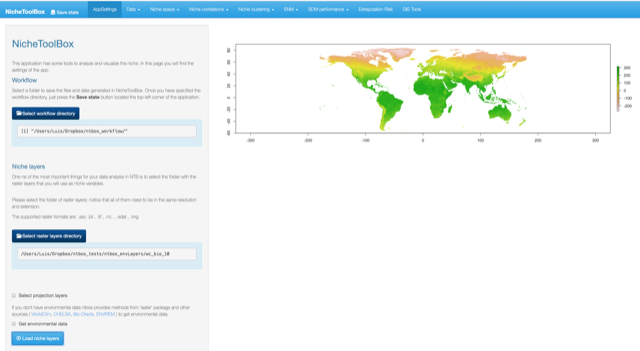 NicheToolBox Save state AppSettings Data Niche space Niche correlations Niche clustering ENM SDM performance Extrapolation Risk GIS Tools
NicheToolBox
This application has some tools to analysis and visualize the niche. In this page you will find the
settings of the app.
Workflow
Select a folder to save the files and data generated in NicheToolBox. Once you have specified the
workflow directory, just press the Save state button located the top left corner of the application.
Select workflow directory
[1] "/Users/Luis/Dropbox/ntbox_workflow/"
Niche layers
One ne of the most important things for your data analysis in NTB is to select the folder with the
raster layers that you will use as niche variables.
Please select the folder of raster layers; notice that all of them need to be in the same resolution
and extension.
The supported raster formats are .asc .bil , .tif , .nc , .sdat , .img
Select raster layers directory
/Users/Luis/Dropbox/ntbox_tests/ntbox_envLayers/wc_bio_10
Select projection layers
If you dont have environmental data ntbox provides methods from 'raster' package and other
sources ( WorldClim, CHELSA, Bio-Oracle, ENVIREM ) to get environmental data.
Get environmental data
Load niche layers
80
60
40
20
0
-20
-40
-60
-300 -200 -100 0 100 200 300
300
200
100
0
-100
-200